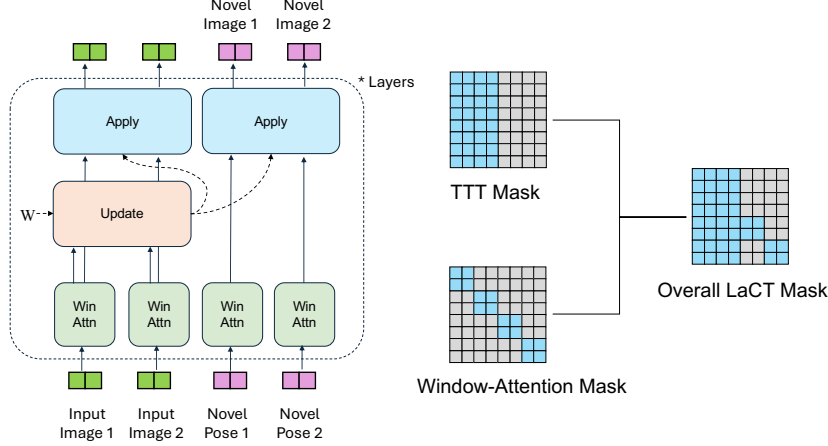 Novel
Image 1
Novel
Image 2
* Layers
Apply
Apply
W
Update
Win
Attn
Win
Attn
Win
Attn
Win
Attn
Input
Image 1
Input
Image 2
Novel
Pose 1
Novel
Pose 2
TTT Mask
Window-Attention Mask
Overall LaCT Mask